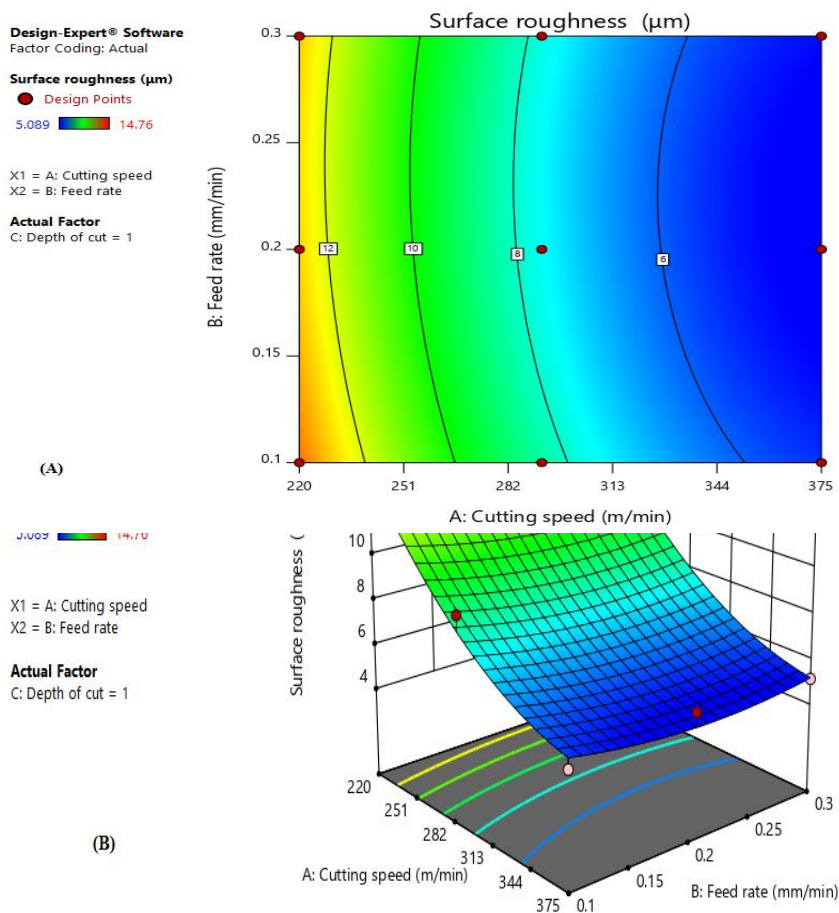 Design-Expert® Software
Factor Coding: Actual
Surface roughness (µm)
Design Points
5.089 14.76
X1 = A: Cutting speed
X2 = B: Feed rate
Actual Factor
C: Depth of cut = 1
(A)
Surface roughness (µm)
B: Feed rate (mm/min)
0.3
0.25
0.2
0.15
0.1
12
10
8
6
220 251 282 313 344 375
A: Cutting speed (m/min)
5.089 14.76
X1 = A: Cutting speed
X2 = B: Feed rate
Actual Factor
C: Depth of cut = 1
(B)
Surface roughness (
10
8
6
4
220
251
282
313
344
375
A: Cutting speed (m/min)
0.1
0.15
0.2
0.25
0.3
B: Feed rate (mm/min)